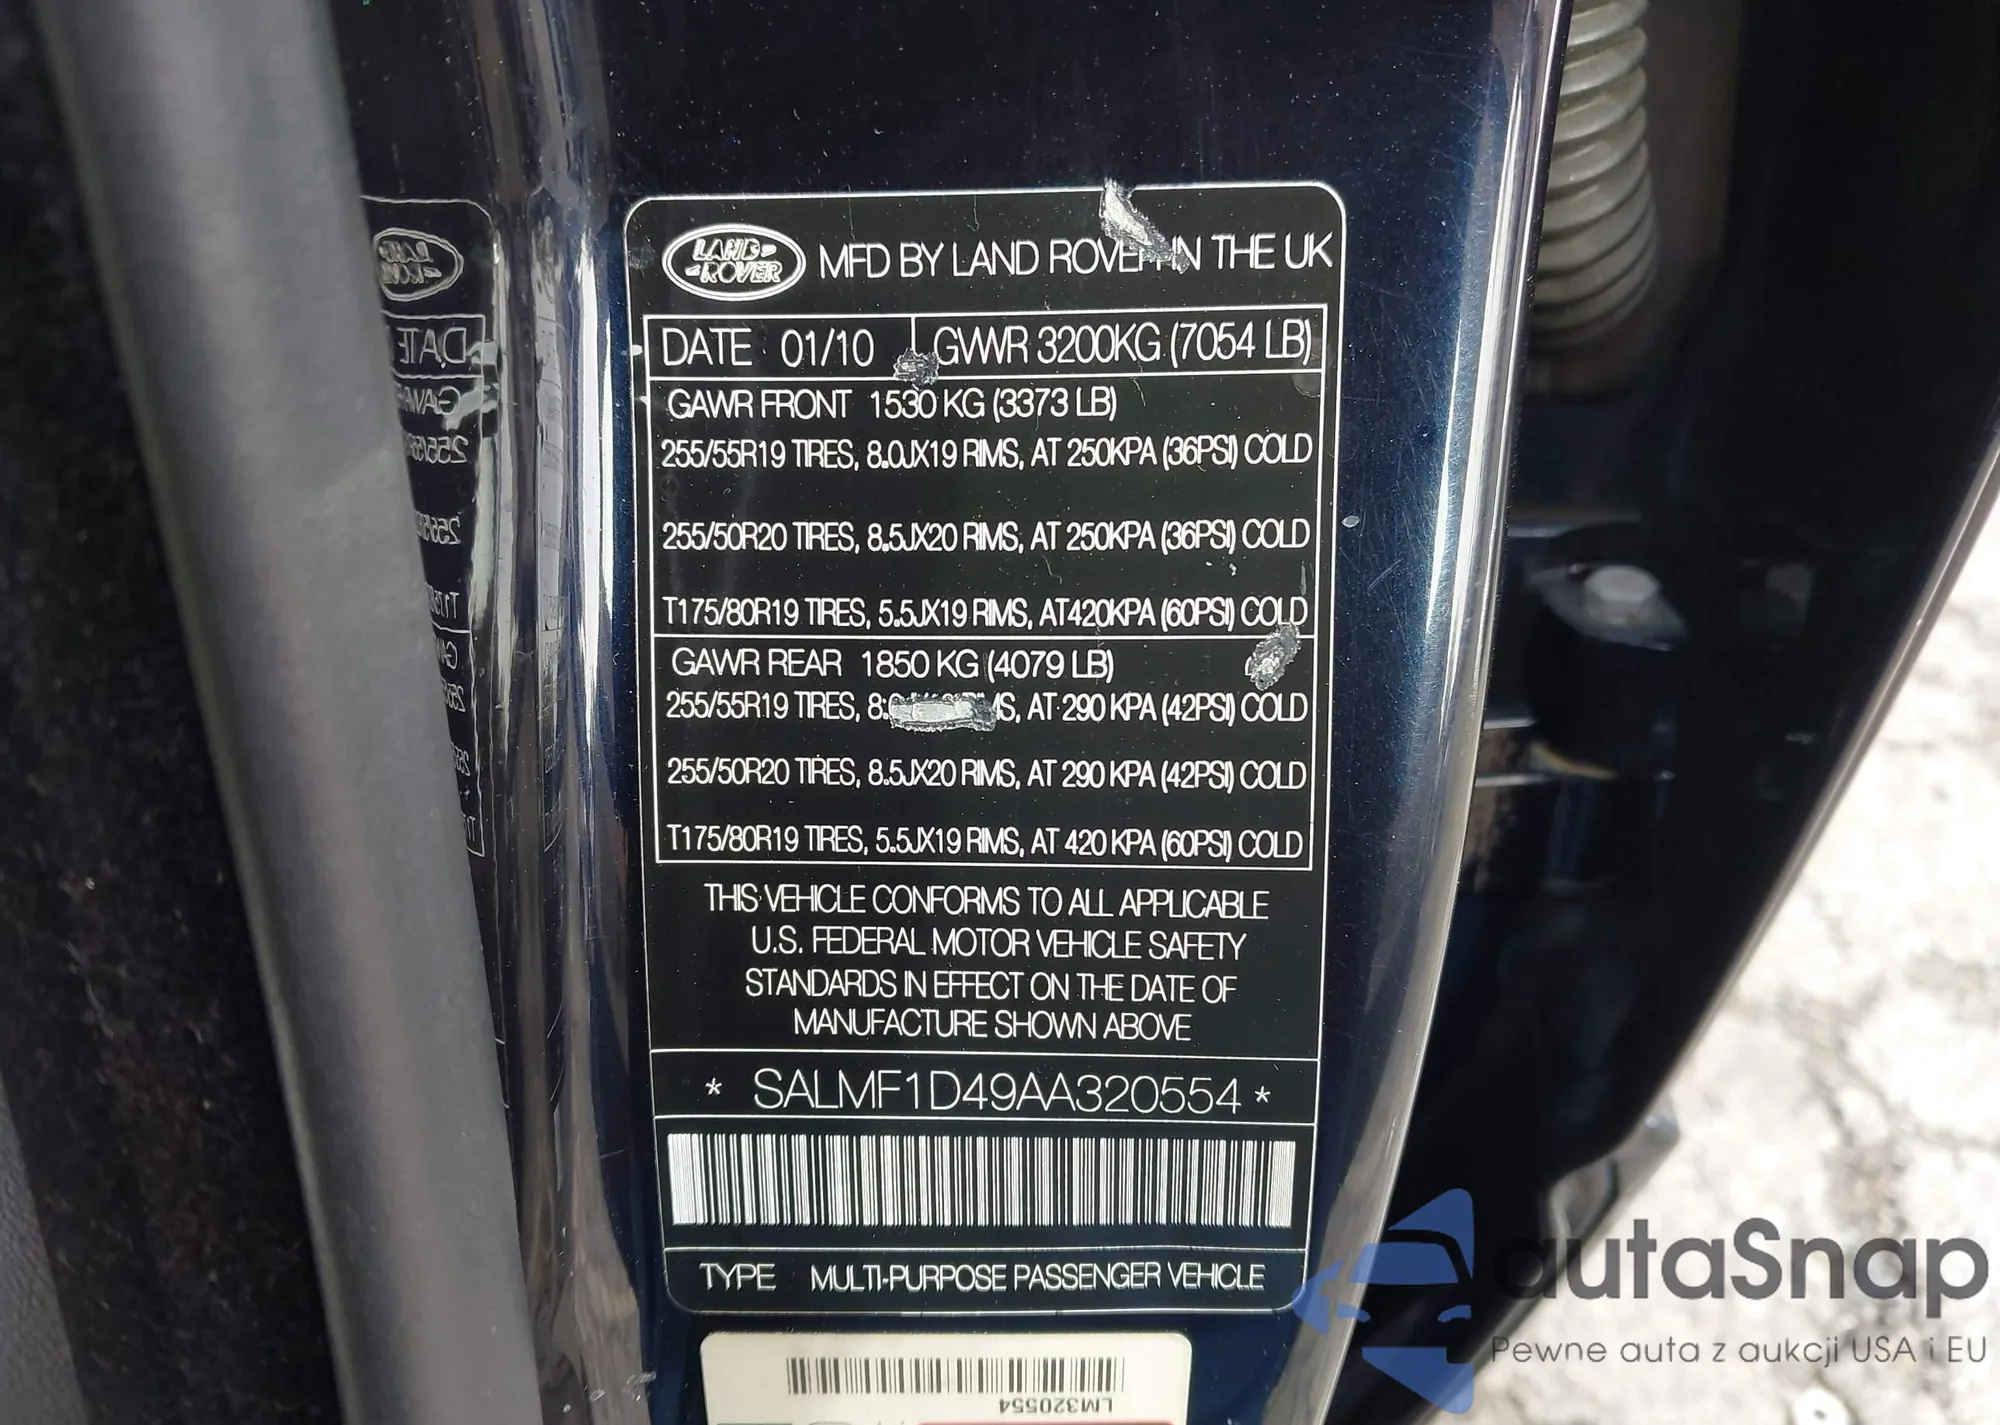 LAND ROVER
MFD BY LAND ROVER IN THE UK
DATE 01/10 GVWR 3200KG (7054 LB)
GAWR FRONT 1530 KG (3373 LB)
255/55R19 TIRES, 8.0JX19 RIMS, AT 250KPA (36PSI) COLD
255/50R20 TIRES, 8.5JX20 RIMS, AT 250KPA (36PSI) COLD
T175/80R19 TIRES, 5.5JX19 RIMS, AT 420KPA (60PSI) COLD
GAWR REAR 1850 KG (4079 LB)
255/55R19 TIRES, AT 290 KPA (42PSI) COLD
255/50R20 TIRES, 8.5JX20 RIMS, AT 290 KPA (42PSI) COLD
T175/80R19 TIRES, 5.5JX19 RIMS, AT 420 KPA (60PSI) COLD
THIS VEHICLE CONFORMS TO ALL APPLICABLE
U.S. FEDERAL MOTOR VEHICLE SAFETY
STANDARDS IN EFFECT ON THE DATE OF
MANUFACTURE SHOWN ABOVE
* SALMF1D49AA320554 *
TYPE MULTI-PURPOSE PASSENGER VEHICLE
LM320554
autaSnap
Pewne auta z aukcji USA i EU